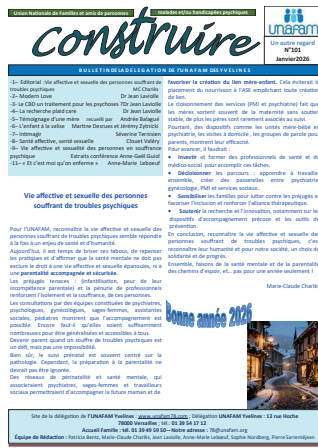 Union Nationale de Familles et amis de personnes malades et/ou handicapées psychiques
construire
unafam
Un autre regard
N°101
Janvier2026
BULLETIN DE LA DELEGATION DE l'UNAFAM DES YVELINES
-1– Editorial :Vie affective et sexuelle des personnes souffrant de troubles psychiques MC Charlès
-2– Modern Love Dr Jean Laviolle
-3- Le CBD un traitement pour les psychoses ?Dr Jean Laviolle
-4– La recherche plaid care Dr Jean Laviolle
-5– Témoignage d'une mère recueilli par Andrée Balagué
-6– L'enfant à la valise Martine Desrues et Jérémy Zytnicki
-7– Intimagir Séverine Ternisien
-8– Santé affective, santé sexuelle Clouet Valéry
-9– Vie affective et sexuelle des personnes en souffrance psychique Extraits conférence Anne-Gaël Guiol
-11– « Et c'est moi qu'on enferme » Anne-Marie Leboeuf
Vie affective et sexuelle des personnes
souffrant de troubles psychiques
Pour l'UNAFAM, reconnaître la vie affective et sexuelle des
personnes souffrant de troubles psychiques semble répondre
à la fois à un enjeu de santé et d'humanité.
Aujourd'hui, il est temps de briser ces tabous, de repenser
les pratiques et d'affirmer que la santé mentale ne doit pas
exclure le droit à une vie affective et sexuelle épanouies, ni à
une parentalité accompagnée et sécurisée.
Les préjugés tenaces : (infantilisation, peur de leur
incompétence parentale) et la pénurie de professionnels
renforcent l'isolement et la souffrance, de ces personnes.
Les consultations par des équipes constituées de psychiatres,
psychologues, gynécologues, sages-femmes, assistantes
sociales, pédiatres montrent que l'accompagnement est
possible. Encore faut-il qu'elles soient suffisamment
nombreuses pour être généralisées et accessibles à tous.
Devenir parent quand on souffre de troubles psychiques est
un défi, mais pas une impossibilité.
Bien sûr, le suivi prénatal est souvent centré sur la
pathologie. Cependant, la préparation à la parentalité ne
devrait pas être ignorée.
Des réseaux de périnatalité et santé mentale, qui
associeraient psychiatres, sages-femmes et travailleurs
sociaux permettraient d'accompagner la future maman et de
favoriser la création du lien mère-enfant. Cela éviterait le
placement du nourrisson à l'ASE empêchant toute création
de lien.
Le cloisonnement des services (PMI et psychiatrie) fait que
les mères sortent souvent de la maternité sans soutien
stable, de plus les pères sont rarement associés au suivi.
Pourtant, des dispositifs comme les unités mère-bébé en
psychiatrie, les visites à domicile , les groupes de parole pour
parents, montrent leur efficacité.
Pour avancer, il faudrait :
• Investir et former des professionnels de santé et du
médico-social pour accomplir ces tâches.
• Décloisonner les parcours : apprendre à travailler
ensemble, créer des passerelles entre psychiatrie,
gynécologie, PMI et services sociaux.
• Sensibiliser les familles pour lutter contre les préjugés et
favoriser l'inclusion et renforcer l'alliance thérapeutique.
• Soutenir la recherche et l'innovation, notamment sur les
dispositifs d'accompagnement précoce et les outils de
prévention.
En conclusion, reconnaître la vie affective et sexuelle des
personnes souffrant de troubles psychiques, c'est
reconnaître leur humanité et pour notre société, un choix de
solidarité et de progrès.
Ensemble, faisons de la santé mentale et de la parentalité
des chemins d'espoir, et… pas pour une année seulement !
Marie-Claude Charlès
Bonne année 2026
Site de la délégation de l'UNAFAM Yvelines : www.unafam78.com : Délégation UNAFAM Yvelines : 13 rue Hoche
78000 Versailles ; tél. : 01 39 54 17 12
Accueil Famille : tél. 01 39 49 59 50—Notre adresse : 78@unafam.org
Équipe de Rédaction : Patricia Bentz, Marie-Claude Charlès, Jean Laviolle, Anne-Marie Lebœuf, Sophie Nordberg, Pierre Serenmejean